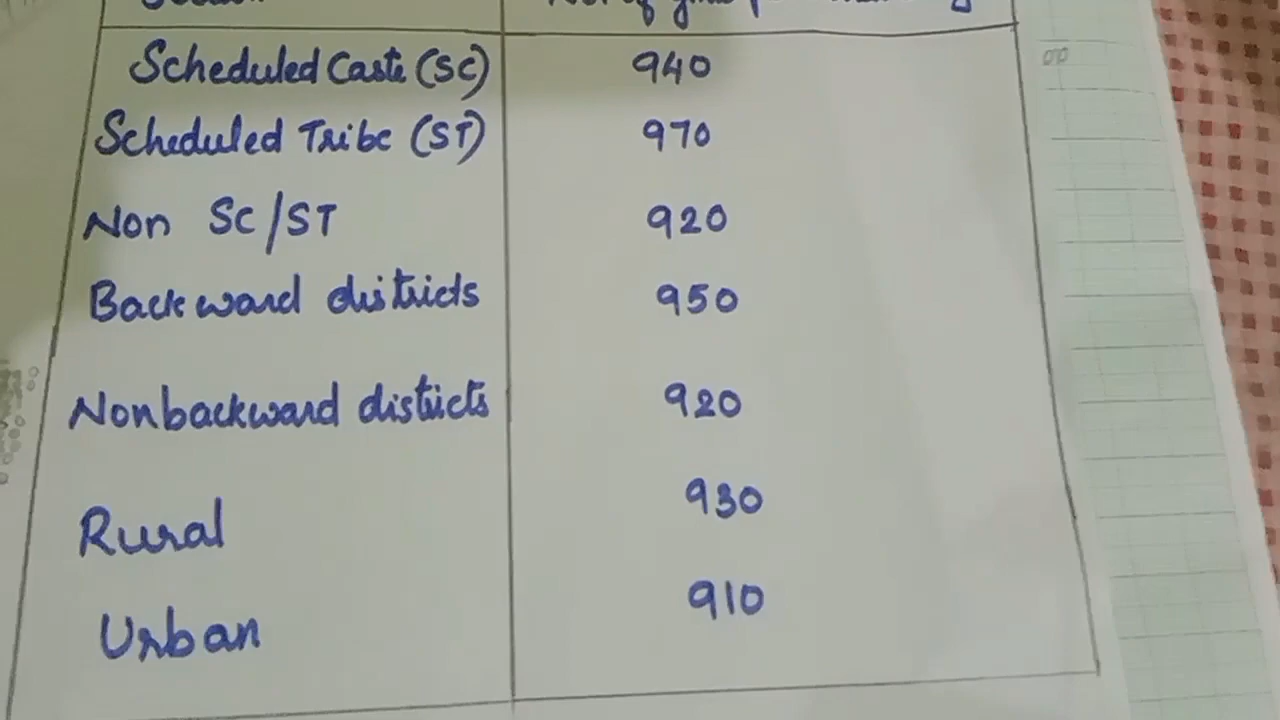 Scheduled Caste (SC) 940
Scheduled Tribe (ST) 970
Non SC/ST 920
Backward districts 950
Nonbackward districts 920
Rural 930
Urban 910